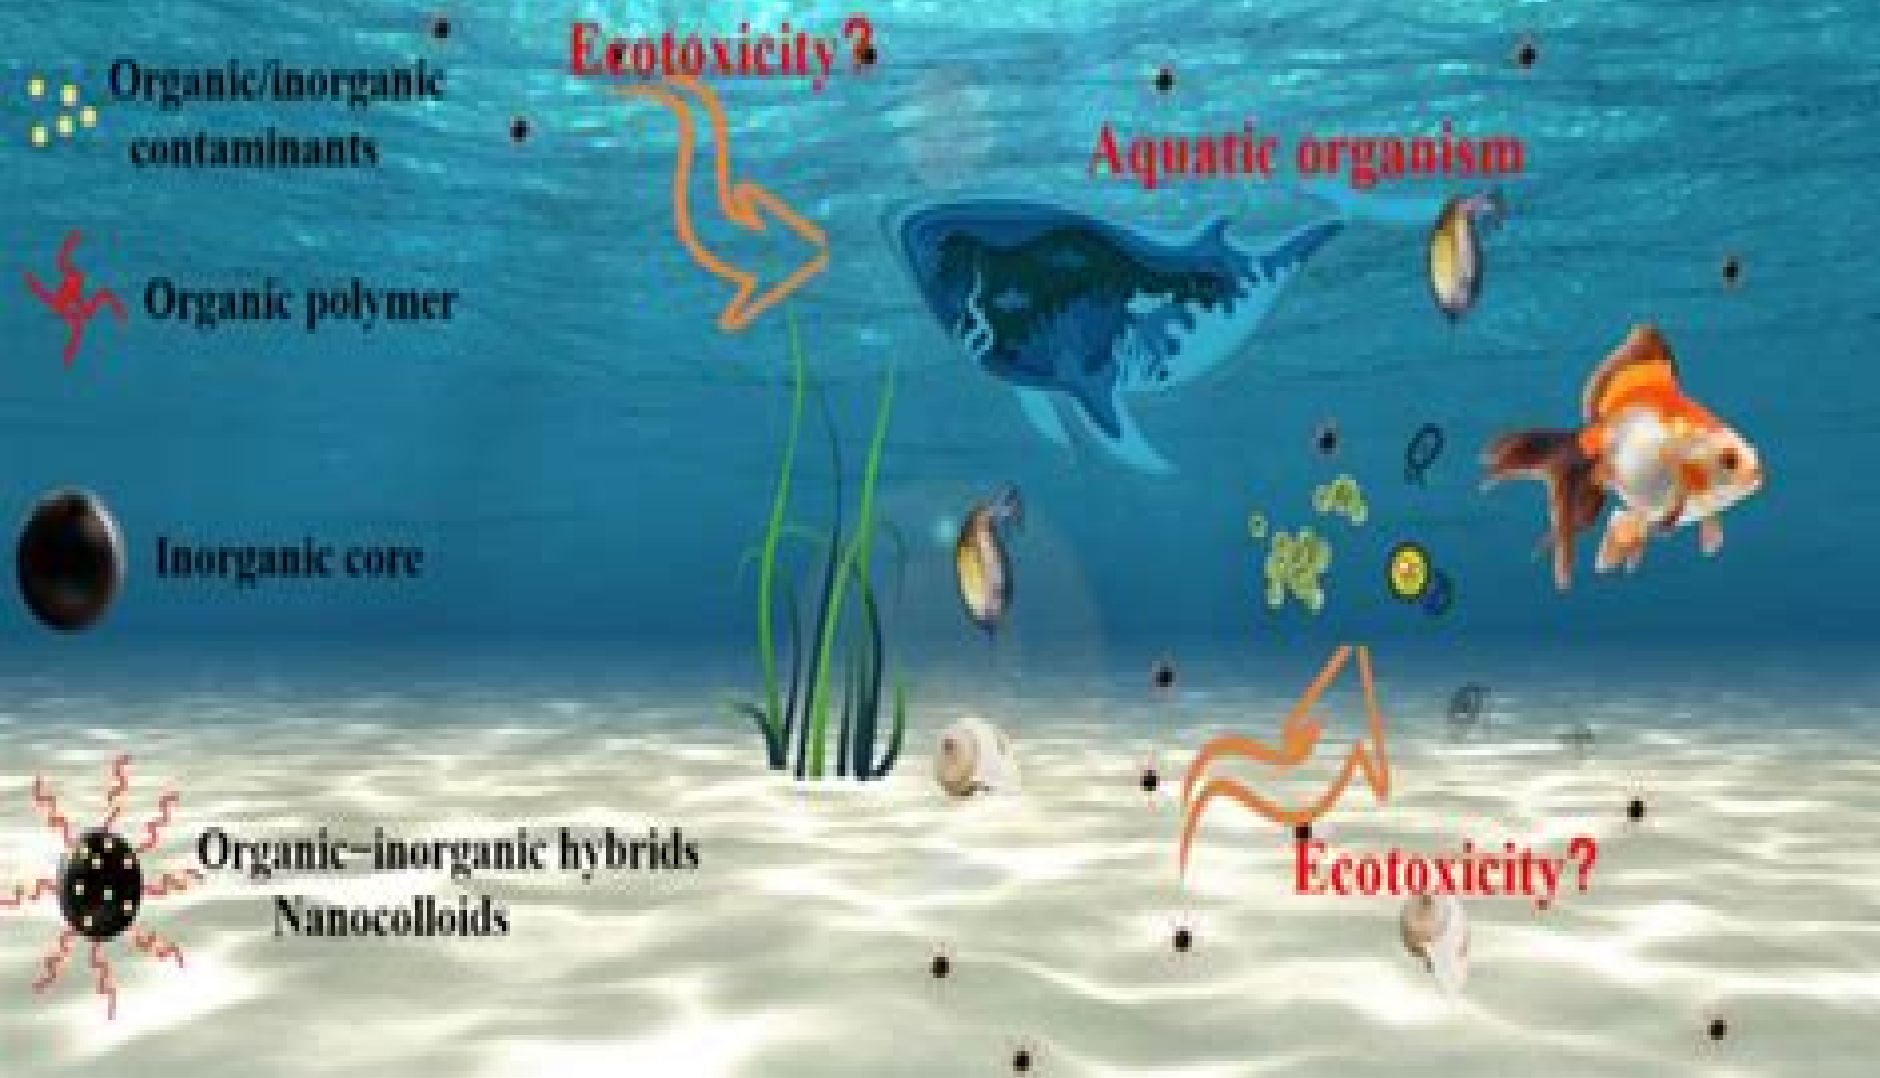 Ecotoxicity?
Organic/inorganic
contaminants
Aquatic organism
Organic polymer
Inorganic core
Organic-inorganic hybrids
Nanocolloids
Ecotoxicity?